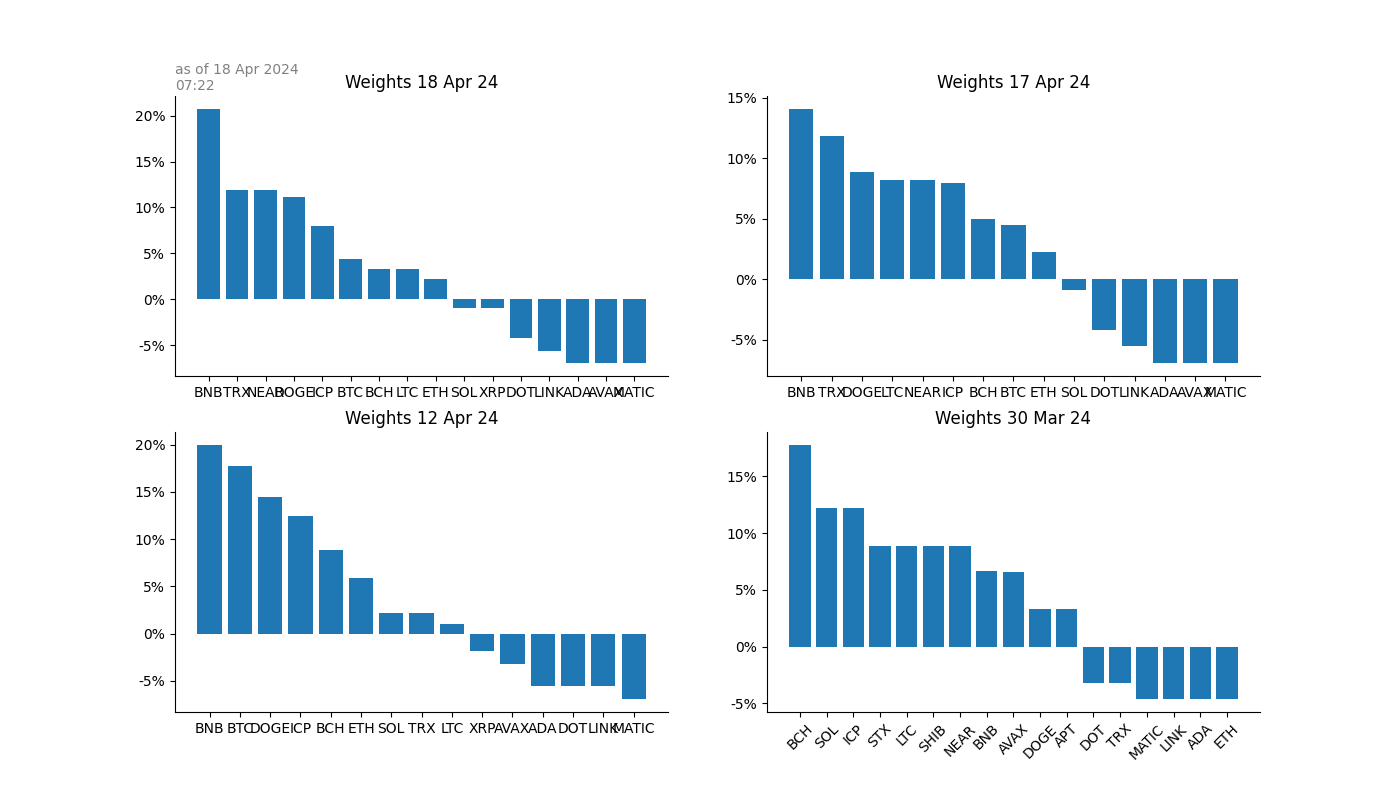 as of 18 Apr 2024
07:22
Weights 18 Apr 24
20%
15%
10%
5%
0%
-5%
BNB TRX NEAR DOGE ICP BTC BCH LTC ETH SOL XRP DOT LINK ADA AVAX MATIC
Weights 17 Apr 24
15%
10%
5%
0%
-5%
BNB TRX DOGE LTC NEAR ICP BCH BTC ETH SOL DOT LINK ADA AVAX MATIC
Weights 12 Apr 24
20%
15%
10%
5%
0%
-5%
BNB BTC DOGE ICP BCH ETH SOL TRX LTC XRP AVAX ADA DOT LINK MATIC
Weights 30 Mar 24
15%
10%
5%
0%
-5%
BCH SOL ICP STX LTC SHIB NEAR BNB AVAX DOGE APT DOT TRX MATIC LINK ADA ETH